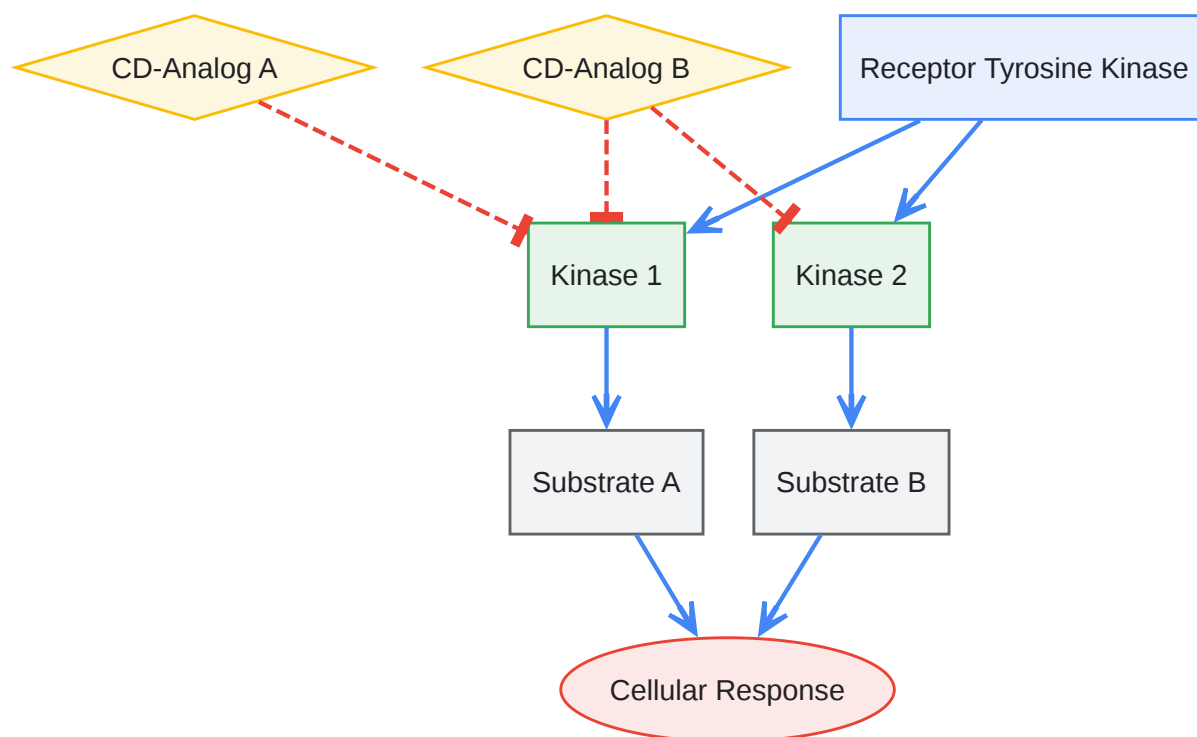 CD-Analog A
CD-Analog B
Receptor Tyrosine Kinase
Kinase 1
Kinase 2
Substrate A
Substrate B
Cellular Response